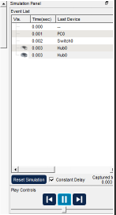 Simulation Panel
Event List
Vis. Time(sec) Last Device
0.000 --
0.001 PC0
0.002 Switch0
0.003 Hub0
0.003 Hub0
Reset Simulation Constant Delay Captured t
0.003
Play Controls